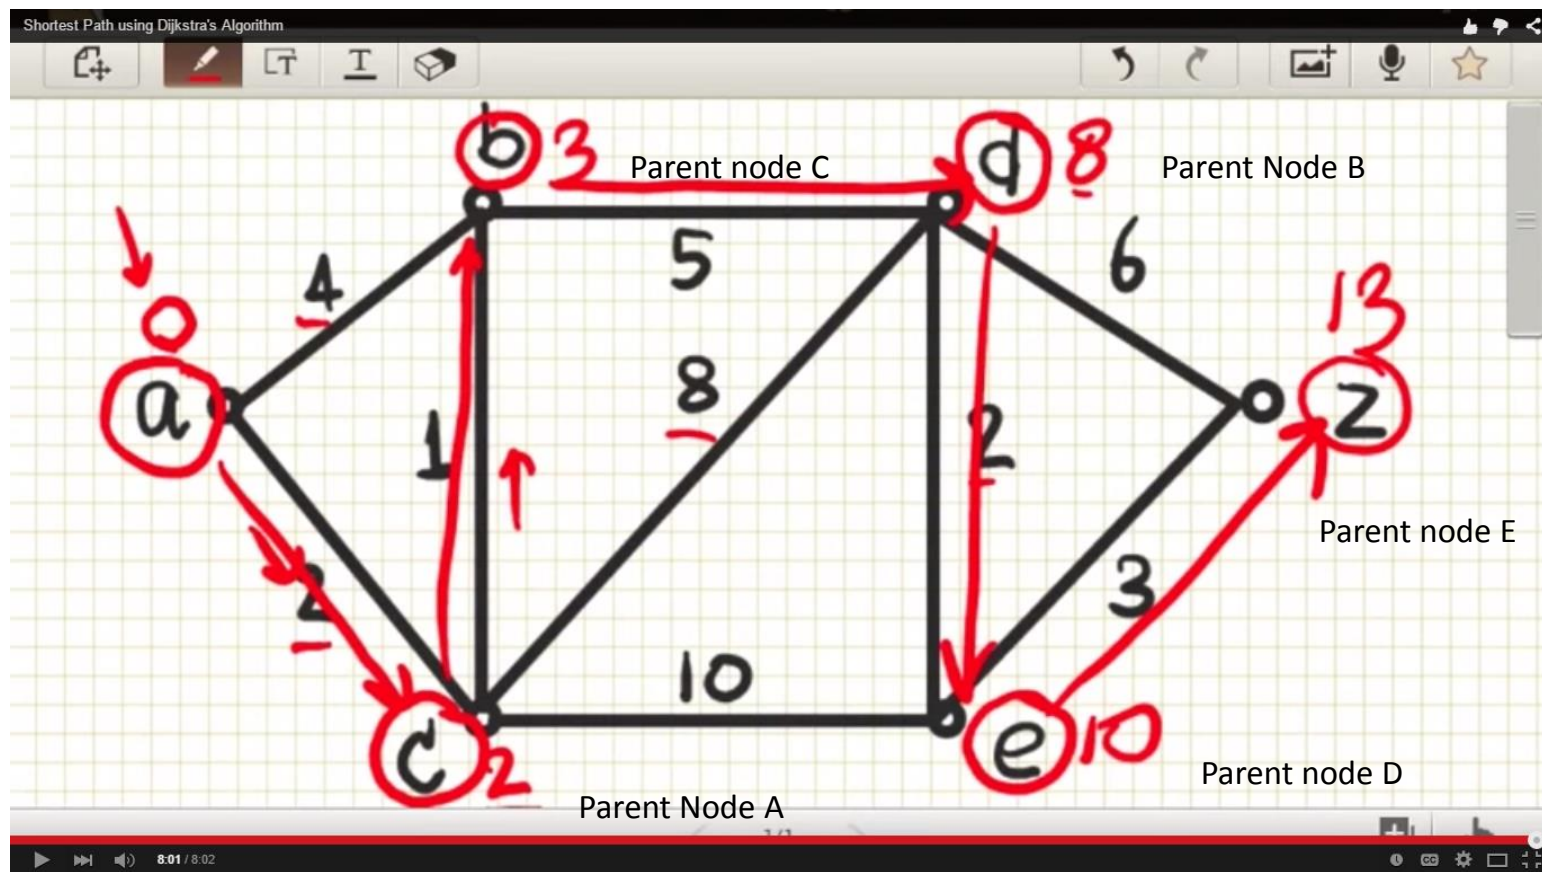 Shortest Path using Dijkstra's Algorithm
T
T
b 3
Parent node C
d 8
Parent Node B
4
5
6
0
13
a
8
z
1
2
Parent node E
2
3
10
c 2
e 10
Parent node D
Parent Node A
8:01 / 8:02
CC